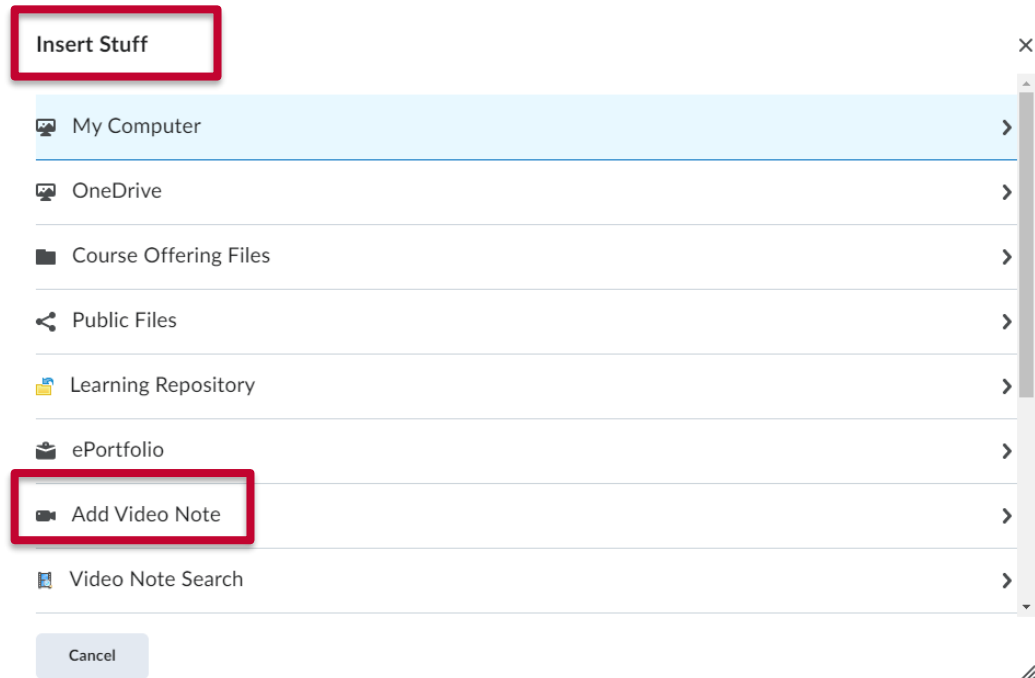 Insert Stuff
My Computer
OneDrive
Course Offering Files
Public Files
Learning Repository
ePortfolio
Add Video Note
Video Note Search
Cancel